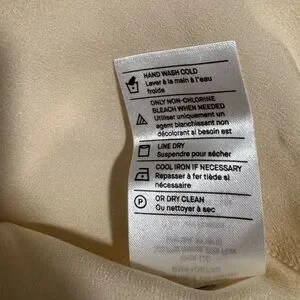 HAND WASH COLD
Laver à la main à l'eau
froide
ONLY NON-CHLORINE
BLEACH WHEN NEEDED
Utiliser uniquement un
agent blanchissant non
décolorant si besoin est
LINE DRY
Suspendre pour sécher
COOL IRON IF NECESSARY
Repasser à fer tiède si
nécessaire
P
OR DRY CLEAN
Ou nettoyer à sec